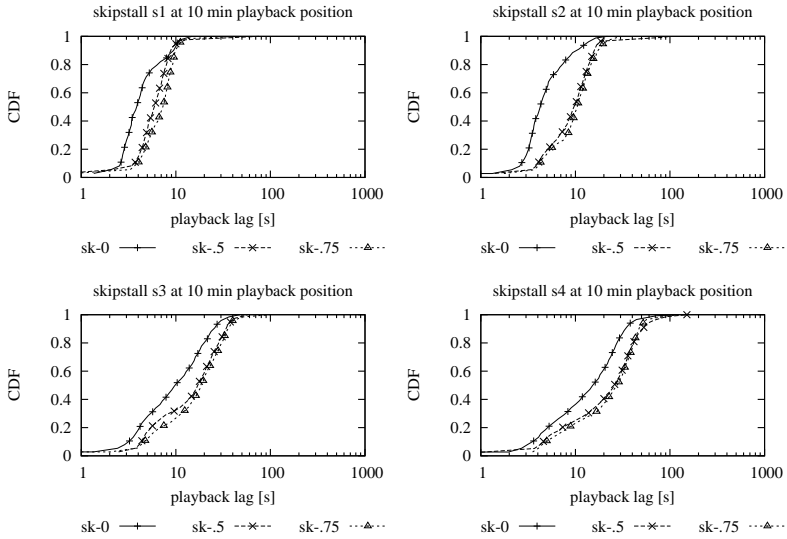 skipstall s1 at 10 min playback position
CDF
1
0.8
0.6
0.4
0.2
0
1 10 100 1000
playback lag [s]
sk-0 sk-.5 sk-.75
skipstall s2 at 10 min playback position
CDF
1
0.8
0.6
0.4
0.2
0
1 10 100 1000
playback lag [s]
sk-0 sk-.5 sk-.75
skipstall s3 at 10 min playback position
CDF
1
0.8
0.6
0.4
0.2
0
1 10 100 1000
playback lag [s]
sk-0 sk-.5 sk-.75
skipstall s4 at 10 min playback position
CDF
1
0.8
0.6
0.4
0.2
0
1 10 100 1000
playback lag [s]
sk-0 sk-.5 sk-.75